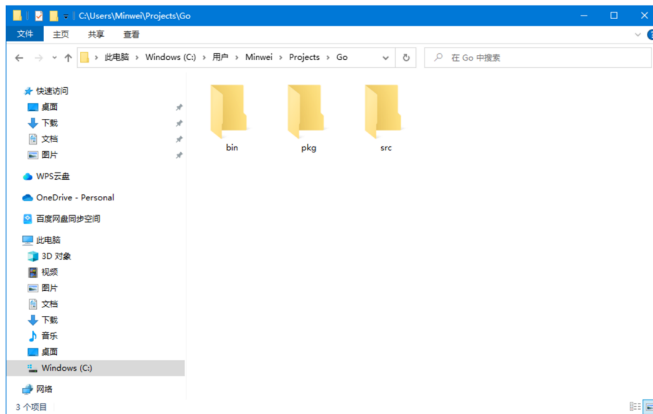 C:\Users\Minwei\Projects\Go
文件 主页 共享 查看
此电脑 › Windows (C:) › 用户 › Minwei › Projects › Go
在 Go 中搜索
快速访问
桌面
下载
文档
图片
WPS云盘
OneDrive - Personal
百度网盘同步空间
此电脑
3D 对象
视频
图片
文档
下载
音乐
桌面
Windows (C:)
网络
bin pkg src
3 个项目